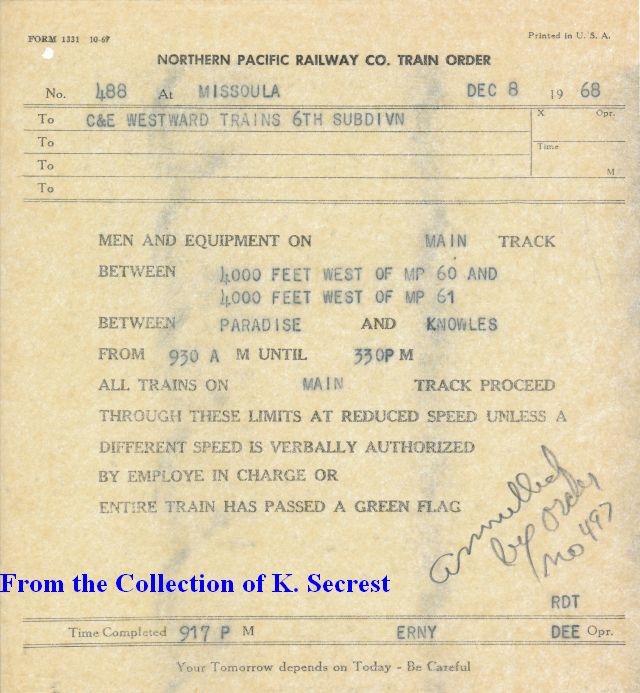 FORM 1331 10-67 Printed in U. S. A.
NORTHERN PACIFIC RAILWAY CO. TRAIN ORDER
No. 488 At MISSOULA DEC 8 19 68
To C&E WESTWARD TRAINS 6TH SUBDIVN X Opr.
To Time
To M
To
MEN AND EQUIPMENT ON MAIN TRACK
BETWEEN 4000 FEET WEST OF MP 60 AND
4000 FEET WEST OF MP 61
BETWEEN PARADISE AND KNOWLES
FROM 930 A M UNTIL 330P M
ALL TRAINS ON MAIN TRACK PROCEED
THROUGH THESE LIMITS AT REDUCED SPEED UNLESS A
DIFFERENT SPEED IS VERBALLY AUTHORIZED
BY EMPLOYE IN CHARGE OR
ENTIRE TRAIN HAS PASSED A GREEN FLAG
annulled
by order
no 497
From the Collection of K. Secrest
RDT
Time Completed 917 P M ERNY DEE Opr.
Your Tomorrow depends on Today - Be Careful